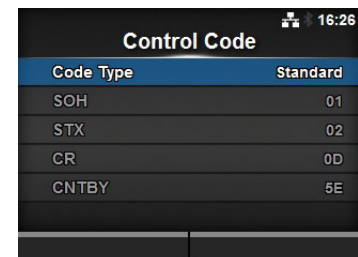 16:26
Control Code
Code Type Standard
SOH 01
STX 02
CR 0D
CNTBY 5E